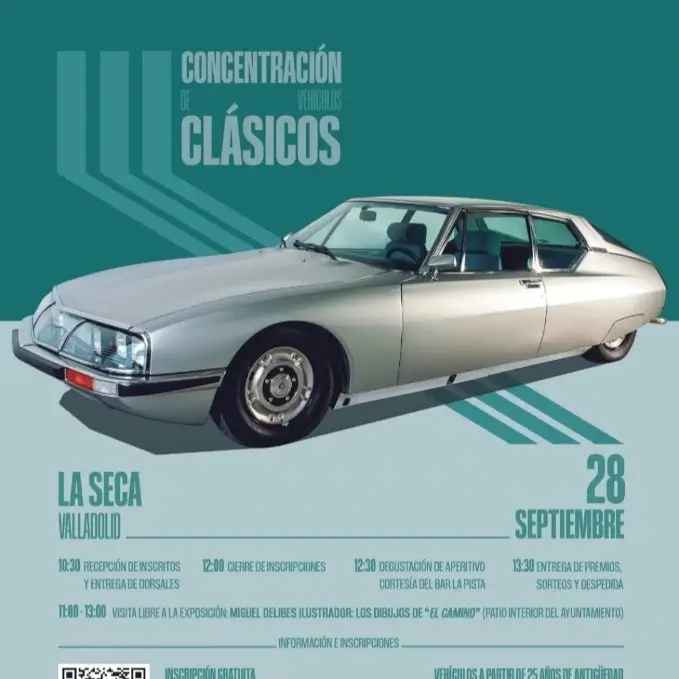 CONCENTRACIÓN
DE VEHÍCULOS
CLÁSICOS
LA SECA
VALLADOLID
28
SEPTIEMBRE
10:30 RECEPCIÓN DE INSCRITOS
Y ENTREGA DE DORSALES
12:00 CIERRE DE INSCRIPCIONES
12:30 DEGUSTACIÓN DE APERITIVO
CORTESÍA DEL BAR LA PISTA
13:30 ENTREGA DE PREMIOS,
SORTEOS Y DESPEDIDA
11:00 - 13:00 VISITA LIBRE A LA EXPOSICIÓN: MIGUEL DELIBES ILUSTRADOR: LOS DIBUJOS DE "EL CAMINO" (PATIO INTERIOR DEL AYUNTAMIENTO)
INFORMACIÓN E INSCRIPCIONES
INSCRIPCIÓN GRATUITA
VEHÍCULOS A PARTIR DE 25 AÑOS DE ANTIGÜEDAD